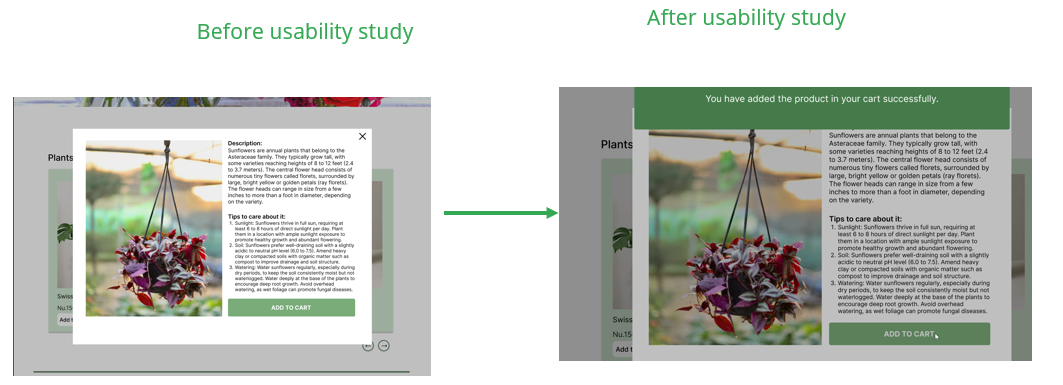 Before usability study
After usability study
Plants
Description:
Sunflowers are annual plants that belong to the
Asteraceae family. They typically grow tall, with
some varieties reaching heights of 8 to 12 feet (2.4
to 3.7 meters). The central flower head consists of
numerous tiny flowers called florets, surrounded by
large, bright yellow or golden petals (ray florets).
The flower heads can range in size from a few
inches to more than a foot in diameter, depending
on the variety.
Tips to care about it:
1. Sunlight: Sunflowers thrive in full sun, requiring at
least 6 to 8 hours of direct sunlight per day. Plant
them in a location with ample sunlight exposure to
promote healthy growth and abundant flowering.
2. Soil: Sunflowers prefer well-draining soil with a slightly
acidic to neutral pH level (6.0 to 7.5). Amend heavy
clay or compacted soils with organic matter such as
compost to improve drainage and soil structure.
3. Watering: Water sunflowers regularly, especially during
dry periods, to keep the soil consistently moist but not
waterlogged. Water deeply at the base of the plants to
encourage deep root growth. Avoid overhead
watering, as wet foliage can promote fungal diseases.
ADD TO CART
Swiss
Nu.15
Add t
You have added the product in your cart successfully.
Plants
Sunflowers are annual plants that belong to the
Asteraceae family. They typically grow tall, with
some varieties reaching heights of 8 to 12 feet (2.4
to 3.7 meters). The central flower head consists of
numerous tiny flowers called florets, surrounded by
large, bright yellow or golden petals (ray florets).
The flower heads can range in size from a few
inches to more than a foot in diameter, depending
on the variety.
Tips to care about it:
1. Sunlight: Sunflowers thrive in full sun, requiring at
least 6 to 8 hours of direct sunlight per day. Plant
them in a location with ample sunlight exposure to
promote healthy growth and abundant flowering.
2. Soil: Sunflowers prefer well-draining soil with a slightly
acidic to neutral pH level (6.0 to 7.5). Amend heavy
clay or compacted soils with organic matter such as
compost to improve drainage and soil structure.
3. Watering: Water sunflowers regularly, especially during
dry periods, to keep the soil consistently moist but not
waterlogged. Water deeply at the base of the plants to
encourage deep root growth. Avoid overhead
watering, as wet foliage can promote fungal diseases.
ADD TO CART
Swiss
Nu.15
Add t